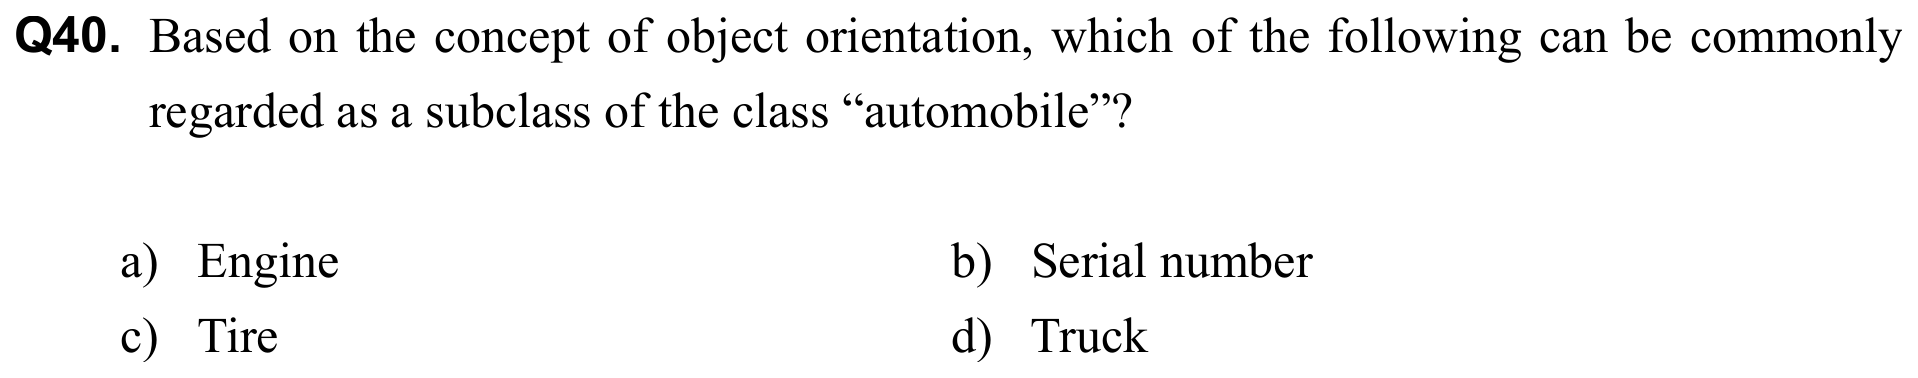 Q40. Based on the concept of object orientation, which of the following can be commonly
regarded as a subclass of the class “automobile”?
a) Engine b) Serial number
c) Tire d) Truck